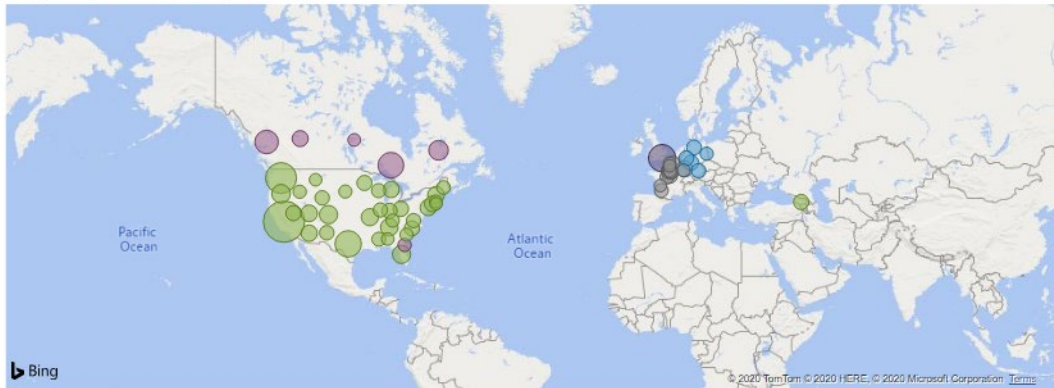 Pacific
Ocean
Atlantic
Ocean
Bing
© 2020 TomTom © 2020 HERE, © 2020 Microsoft Corporation Terms